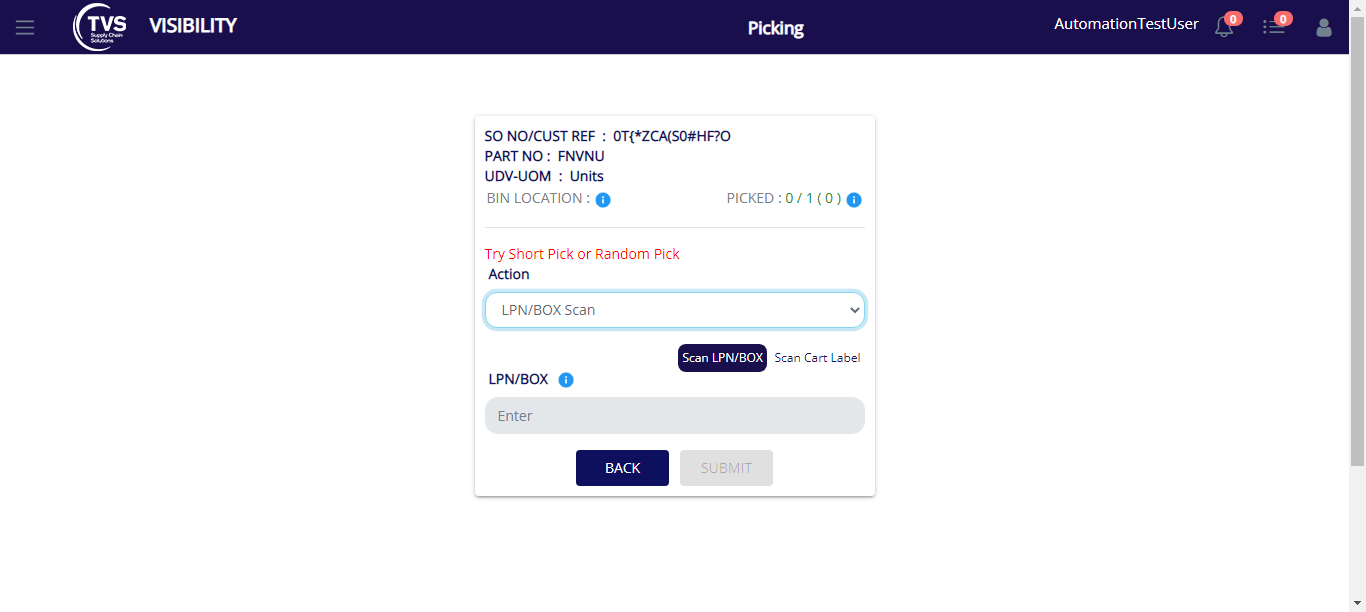 TVS
Supply Chain
Solutions
VISIBILITY
Picking
AutomationTestUser
0
0
SO NO/CUST REF : 0T{*ZCA(S0#HF?O
PART NO : FNVNU
UDV-UOM : Units
BIN LOCATION : i
PICKED : 0 / 1 ( 0 ) i
Try Short Pick or Random Pick
Action
LPN/BOX Scan
Scan LPN/BOX Scan Cart Label
LPN/BOX i
Enter
BACK SUBMIT